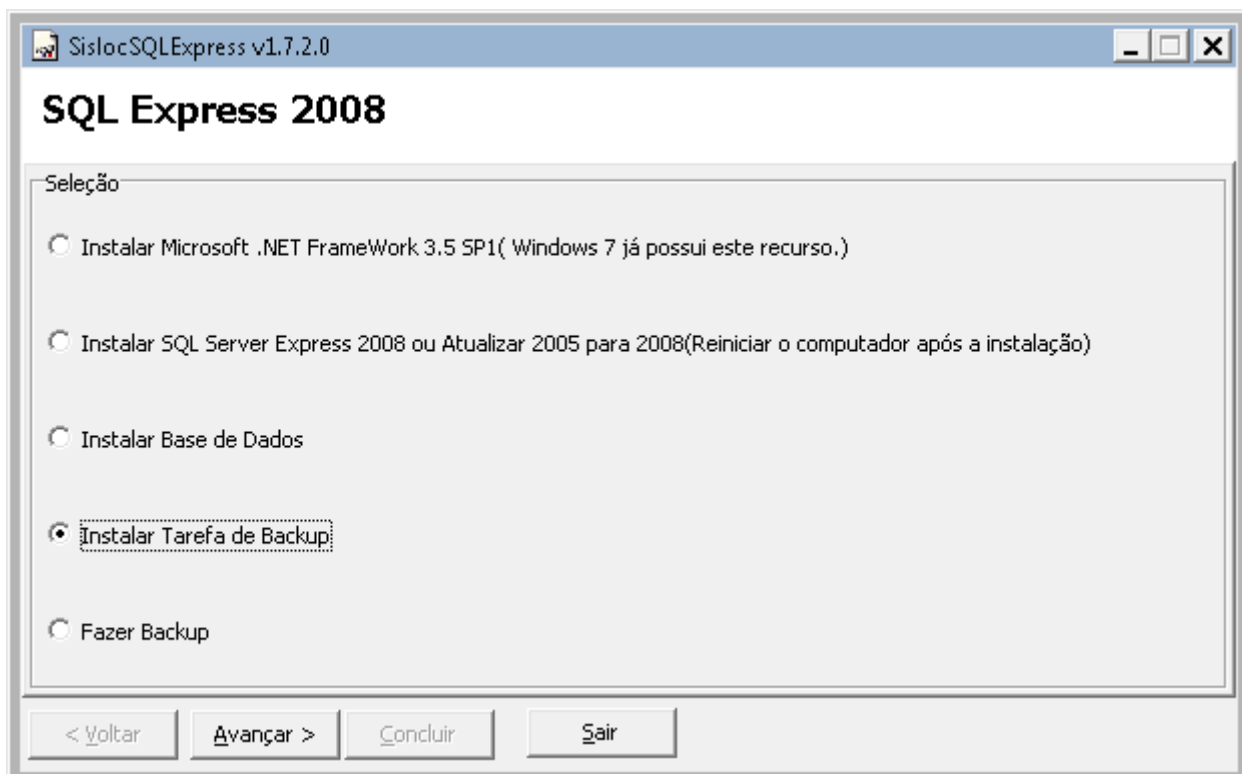 SislocSQLExpress v1.7.2.0
SQL Express 2008
Seleção
Instalar Microsoft .NET FrameWork 3.5 SP1( Windows 7 já possui este recurso.)
Instalar SQL Server Express 2008 ou Atualizar 2005 para 2008(Reiniciar o computador após a instalação)
Instalar Base de Dados
Instalar Tarefa de Backup
Fazer Backup
< Voltar Avançar > Concluir Sair